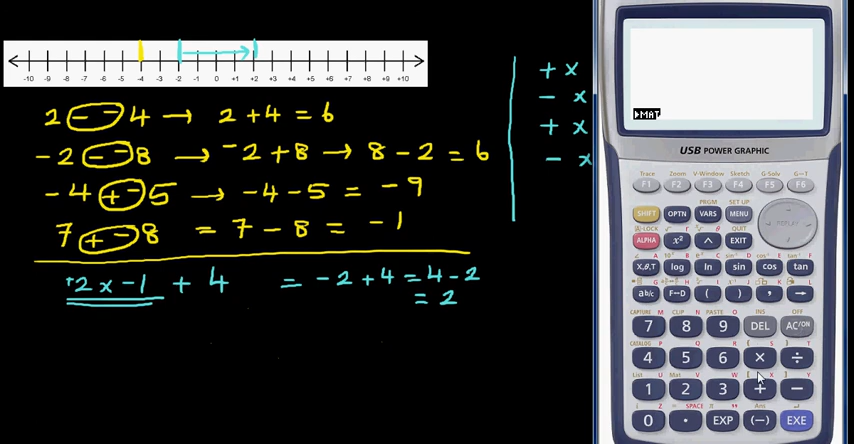 -10 -9 -8 -7 -6 -5 -4 -3 -2 -1 0 +1 +2 +3 +4 +5 +6 +7 +8 +9 +10
2 - - 4 → 2 + 4 = 6
-2 - - 8 → -2 + 8 → 8 - 2 = 6
-4 + - 5 → -4 - 5 = -9
7 + - 8 = 7 - 8 = -1
+2 x -1 + 4 = -2 + 4 = 4 - 2
= 2
+ x
- x
+ x
- x
MAT
USB POWER GRAPHIC
Trace Zoom V-Window Sketch G-Solv G↔T
F1 F2 F3 F4 F5 F6
PRGM SET UP
SHIFT OPTN VARS MENU REPLAY
A-LOCK QUIT
ALPHA x² ^ EXIT
X,θ,T log ln sin cos tan
a b/c F↔D ( ) , →
CAPTURE CLIP PASTE INS OFF
7 8 9 DEL AC/ON
CATALOG
4 5 6 × ÷
List Mat
1 2 3 + −
SPACE π Ans
0 . EXP (−) EXE